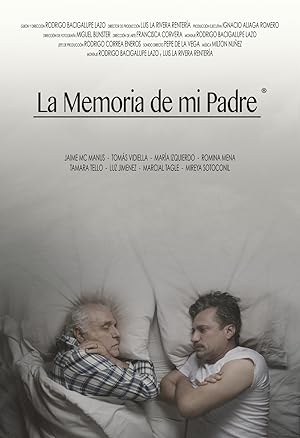 GUIÓN Y DIRECCIÓN RODRIGO BACIGALUPE LAZO DIRECCIÓN DE PRODUCCIÓN LUIS LA RIVERA RENTERÍA PRODUCCIÓN EJECUTIVA IGNACIO ALIAGA ROMERO
DIRECCIÓN DE FOTOGRAFÍA MIGUEL BUNSTER DIRECCIÓN DE ARTE FRANCISCA CORVERA MONTAJE RODRIGO BACIGALUPE LAZO
JEFE DE PRODUCCIÓN RODRIGO CORREA ENEROS SONIDO DIRECTO PEPE DE LA VEGA MÚSICA MILTON NUÑEZ
MONTAJE RODRIGO BACIGALUPE LAZO Y LUIS LA RIVERA RENTERÍA
La Memoria de mi Padre ®
JAIME MC MANUS - TOMÁS VIDIELLA - MARÍA IZQUIERDO - ROMINA MENA
TAMARA TELLO - LUZ JIMENEZ - MARCIAL TAGLE - MIREYA SOTOCONIL